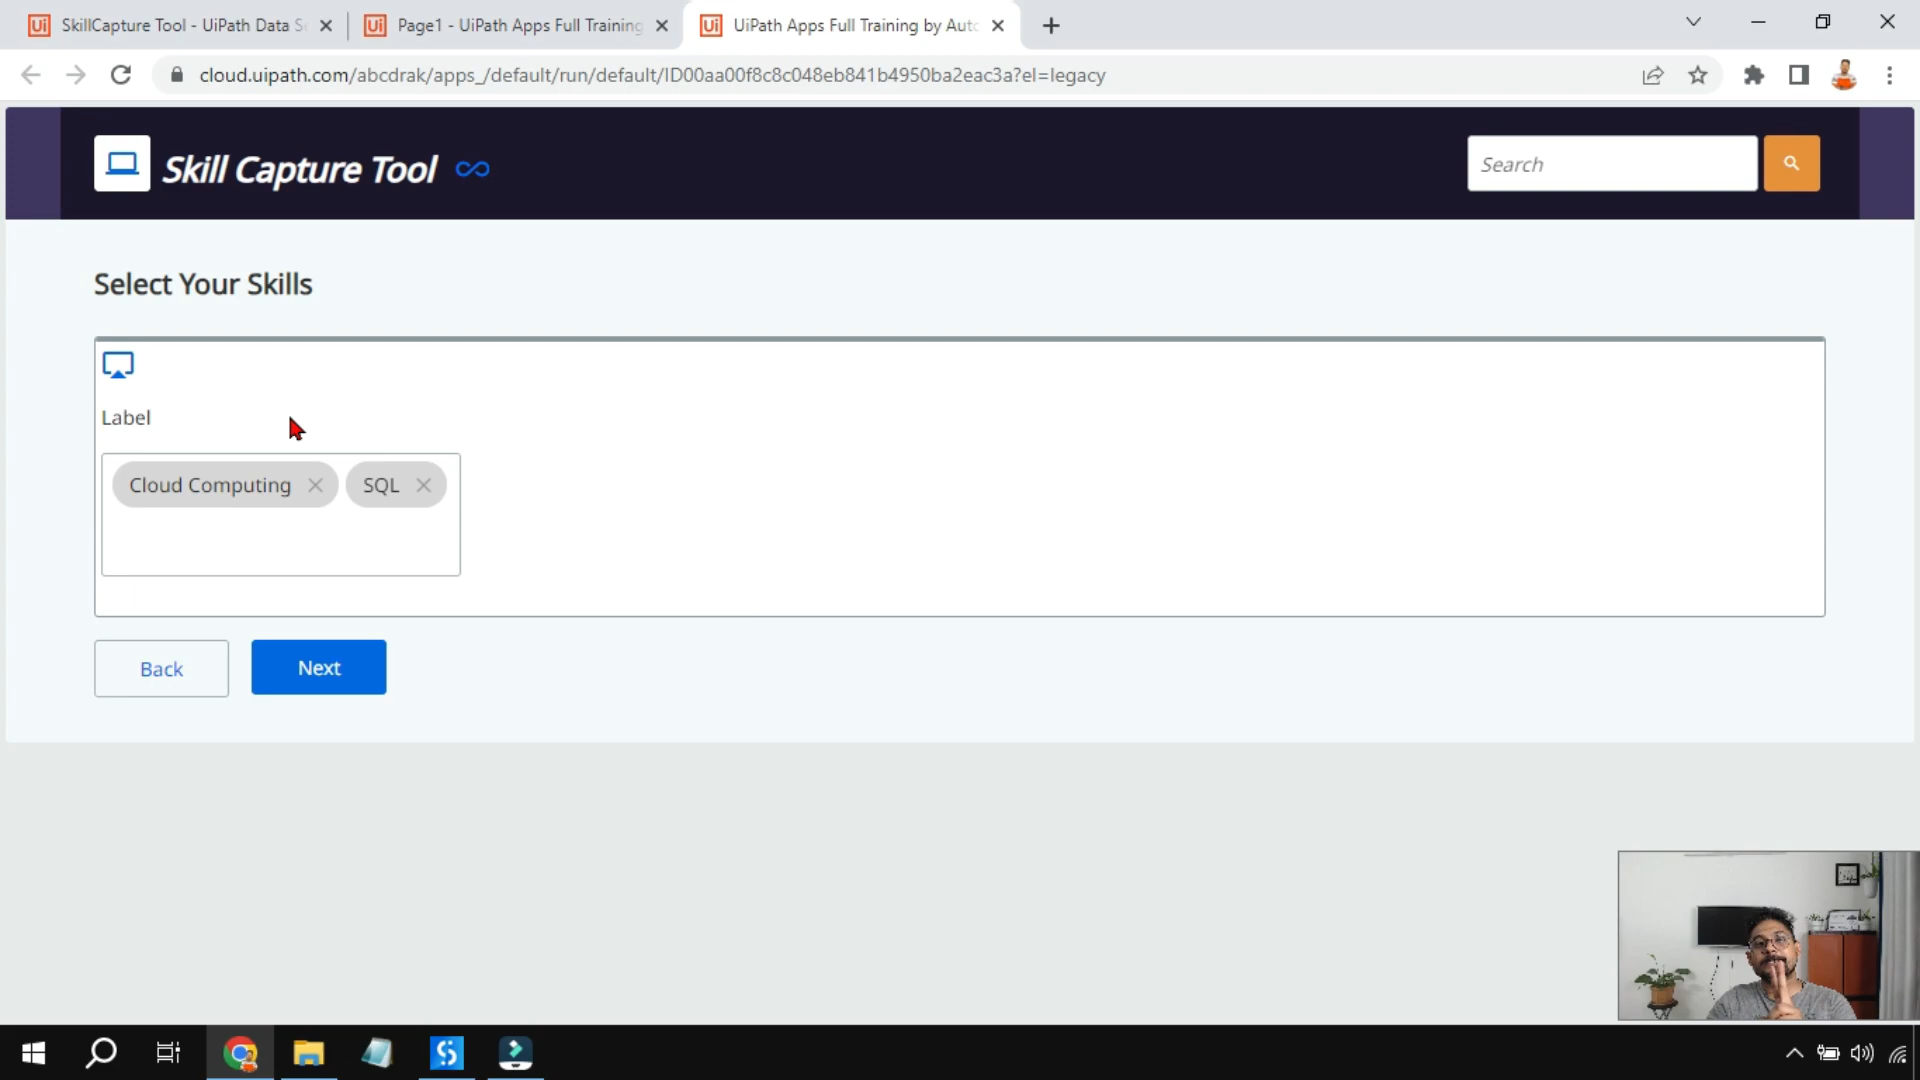 SkillCapture Tool - UiPath Data S
Page1 - UiPath Apps Full Training
UiPath Apps Full Training by Auto
cloud.uipath.com/abcdrak/apps_/default/run/default/ID00aa00f8c8c048eb841b4950ba2eac3a?el=legacy
Skill Capture Tool
Search
Select Your Skills
Label
Cloud Computing
SQL
Back
Next